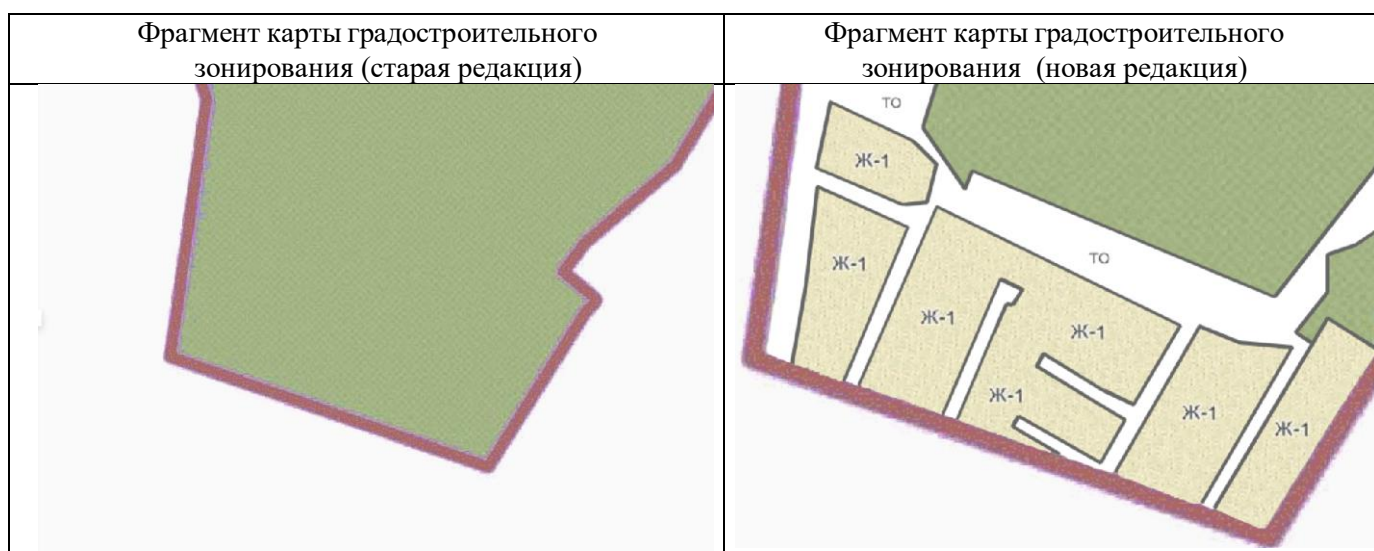 Фрагмент карты градостроительного
зонирования (старая редакция)
Фрагмент карты градостроительного
зонирования (новая редакция)
ТО
Ж-1
Ж-1
ТО
Ж-1
Ж-1
Ж-1
Ж-1
Ж-1